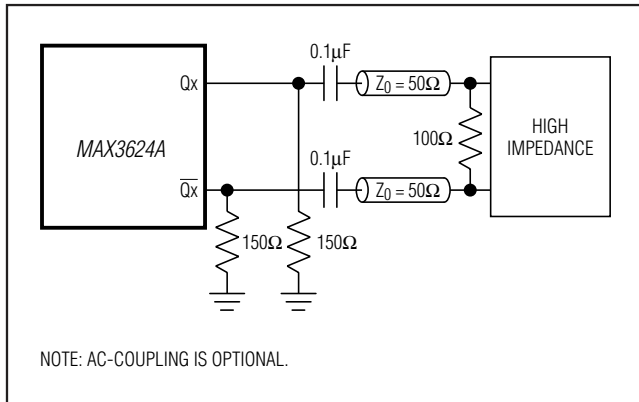 0.1µF
Qx
Z0 = 50Ω
MAX3624A
100Ω
HIGH
IMPEDANCE
0.1µF
Q̅x̅
Z0 = 50Ω
150Ω
150Ω
NOTE: AC-COUPLING IS OPTIONAL.